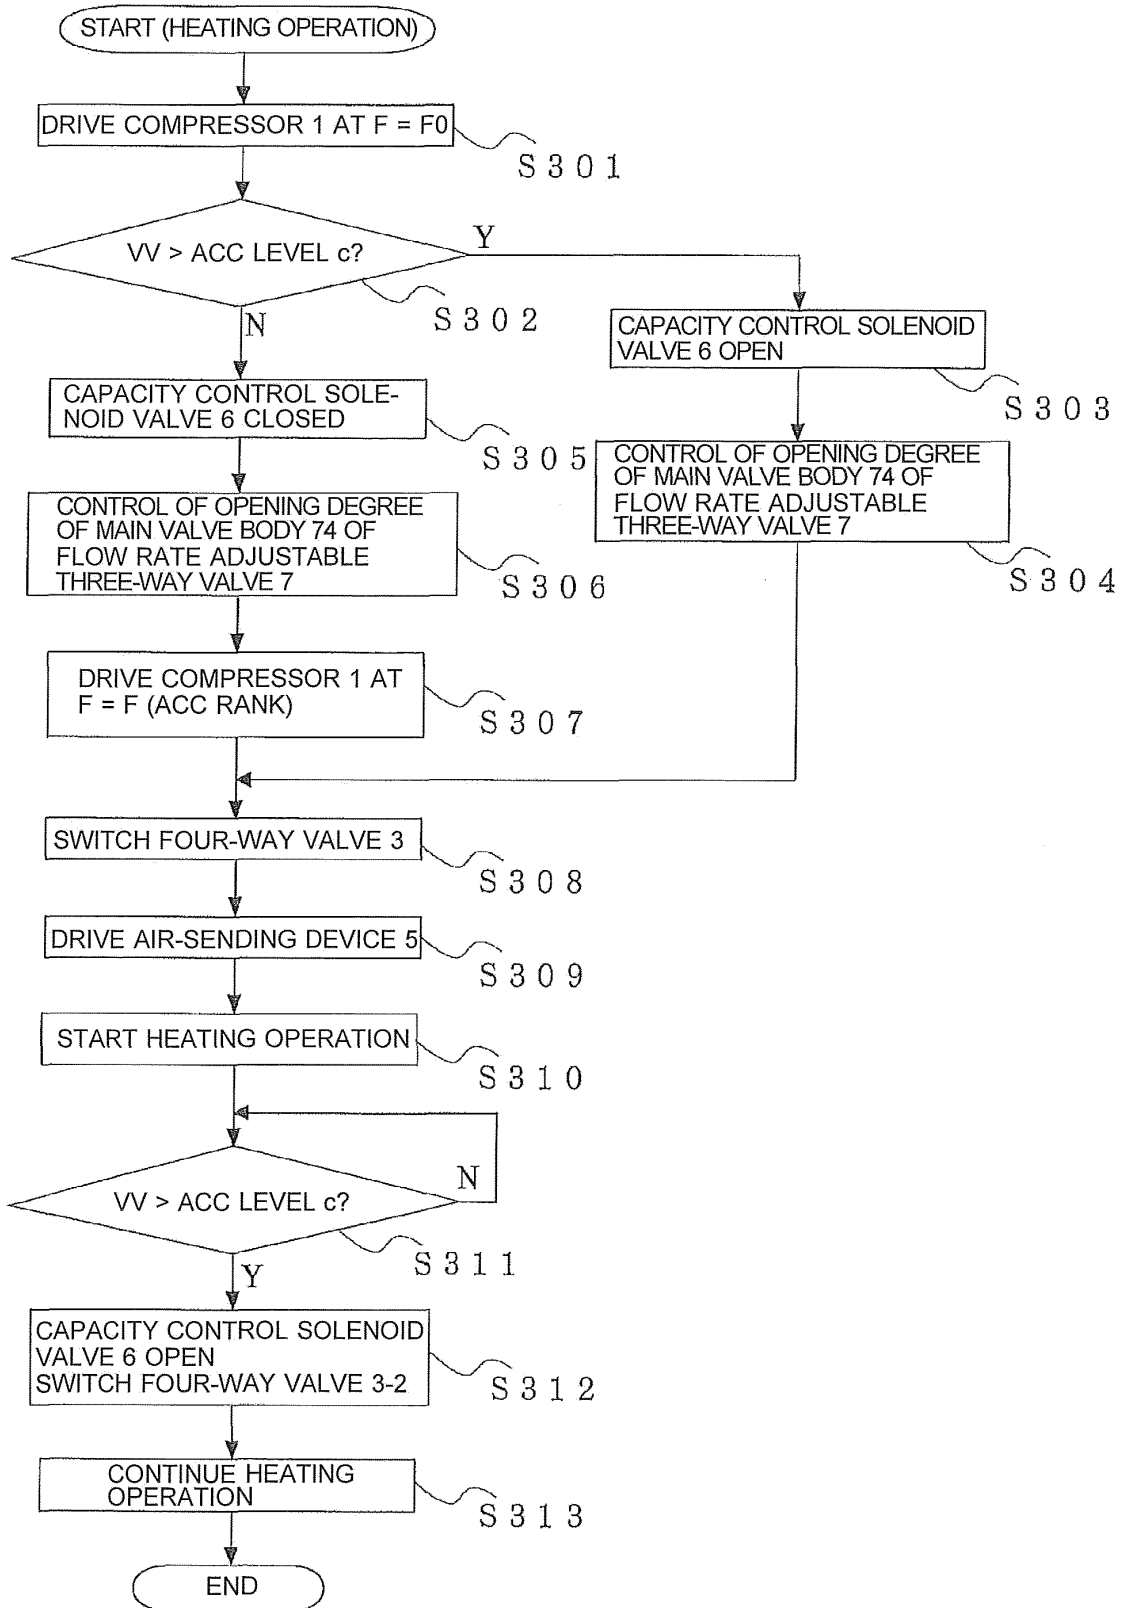 START (HEATING OPERATION)
DRIVE COMPRESSOR 1 AT F = F0
S301
VV > ACC LEVEL c?
Y
S302
N
CAPACITY CONTROL SOLENOID
VALVE 6 OPEN
S303
CAPACITY CONTROL SOLE-
NOID VALVE 6 CLOSED
S305
CONTROL OF OPENING DEGREE
OF MAIN VALVE BODY 74 OF
FLOW RATE ADJUSTABLE
THREE-WAY VALVE 7
S304
CONTROL OF OPENING DEGREE
OF MAIN VALVE BODY 74 OF
FLOW RATE ADJUSTABLE
THREE-WAY VALVE 7
S306
DRIVE COMPRESSOR 1 AT
F = F (ACC RANK)
S307
SWITCH FOUR-WAY VALVE 3
S308
DRIVE AIR-SENDING DEVICE 5
S309
START HEATING OPERATION
S310
VV > ACC LEVEL c?
N
S311
Y
CAPACITY CONTROL SOLENOID
VALVE 6 OPEN
SWITCH FOUR-WAY VALVE 3-2
S312
CONTINUE HEATING
OPERATION
S313
END